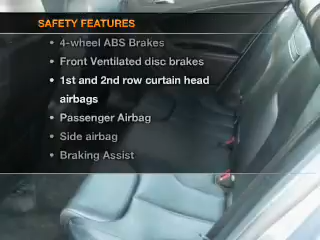 SAFETY FEATURES
• 4-wheel ABS Brakes
• Front Ventilated disc brakes
• 1st and 2nd row curtain head
airbags
• Passenger Airbag
• Side airbag
• Braking Assist